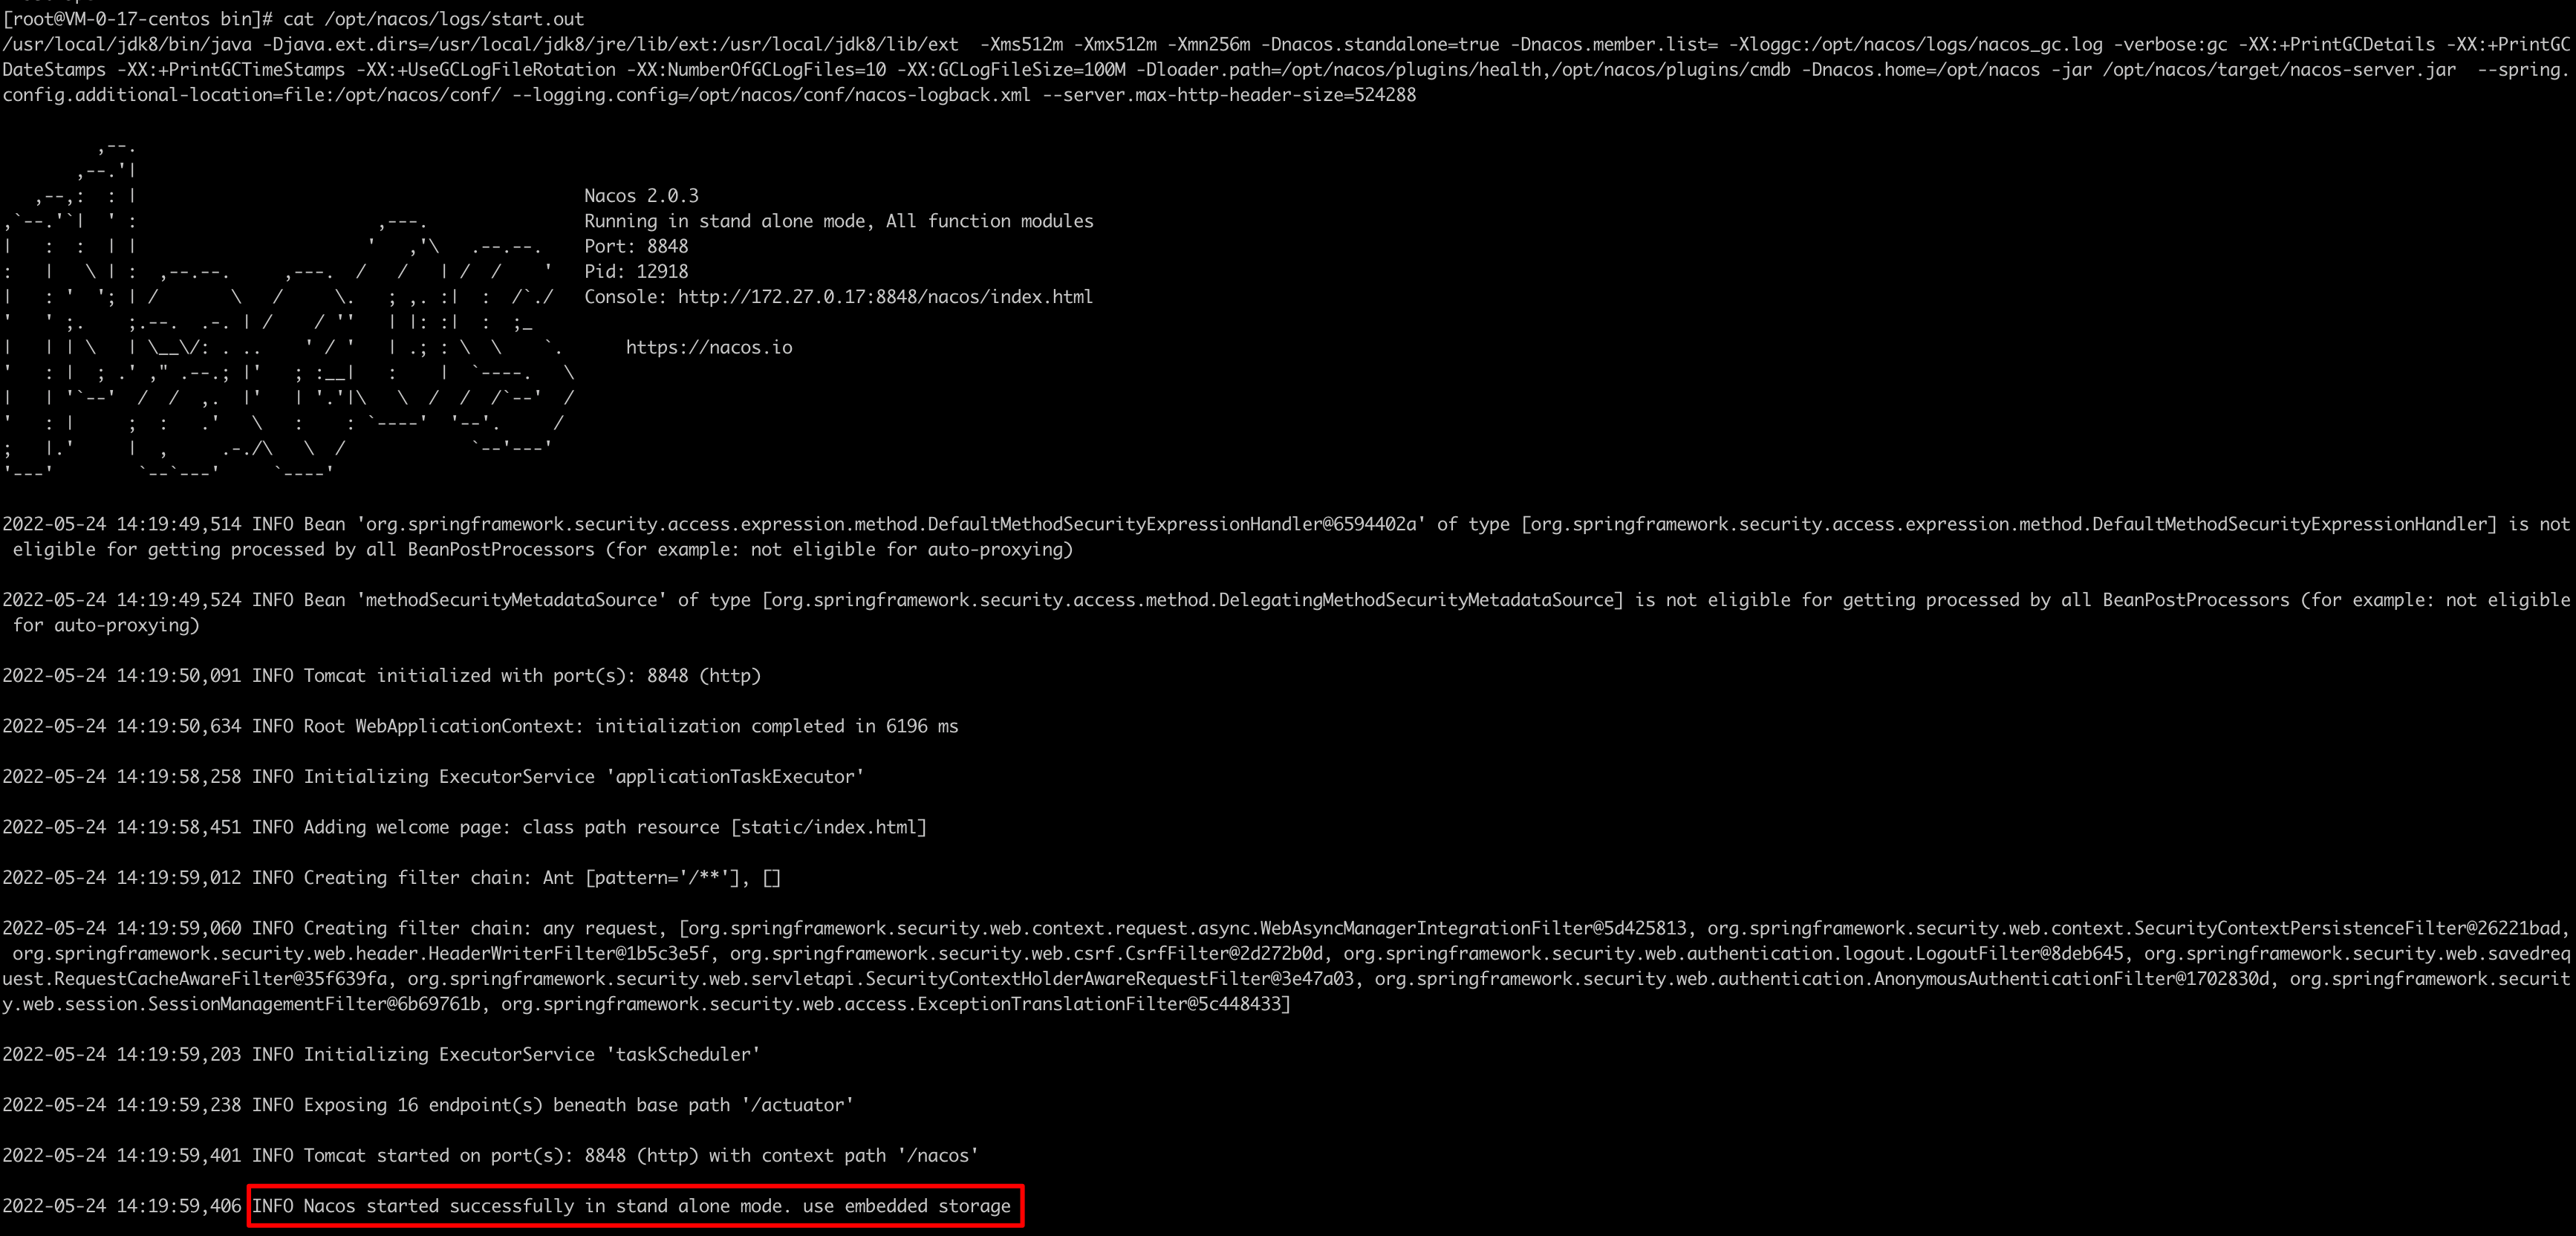 [root@VM-0-17-centos bin]# cat /opt/nacos/logs/start.out
/usr/local/jdk8/bin/java -Djava.ext.dirs=/usr/local/jdk8/jre/lib/ext:/usr/local/jdk8/lib/ext  -Xms512m -Xmx512m -Xmn256m -Dnacos.standalone=true -Dnacos.member.list= -Xloggc:/opt/nacos/logs/nacos_gc.log -verbose:gc -XX:+PrintGCDetails -XX:+PrintGC
DateStamps -XX:+PrintGCTimeStamps -XX:+UseGCLogFileRotation -XX:NumberOfGCLogFiles=10 -XX:GCLogFileSize=100M -Dloader.path=/opt/nacos/plugins/health,/opt/nacos/plugins/cmdb -Dnacos.home=/opt/nacos -jar /opt/nacos/target/nacos-server.jar  --spring.
config.additional-location=file:/opt/nacos/conf/ --logging.config=/opt/nacos/conf/nacos-logback.xml --server.max-http-header-size=524288
Nacos 2.0.3
Running in stand alone mode, All function modules
Port: 8848
Pid: 12918
Console: http://172.27.0.17:8848/nacos/index.html
https://nacos.io
2022-05-24 14:19:49,514 INFO Bean 'org.springframework.security.access.expression.method.DefaultMethodSecurityExpressionHandler@6594402a' of type [org.springframework.security.access.expression.method.DefaultMethodSecurityExpressionHandler] is not
 eligible for getting processed by all BeanPostProcessors (for example: not eligible for auto-proxying)
2022-05-24 14:19:49,524 INFO Bean 'methodSecurityMetadataSource' of type [org.springframework.security.access.method.DelegatingMethodSecurityMetadataSource] is not eligible for getting processed by all BeanPostProcessors (for example: not eligible
 for auto-proxying)
2022-05-24 14:19:50,091 INFO Tomcat initialized with port(s): 8848 (http)
2022-05-24 14:19:50,634 INFO Root WebApplicationContext: initialization completed in 6196 ms
2022-05-24 14:19:58,258 INFO Initializing ExecutorService 'applicationTaskExecutor'
2022-05-24 14:19:58,451 INFO Adding welcome page: class path resource [static/index.html]
2022-05-24 14:19:59,012 INFO Creating filter chain: Ant [pattern='/**'], []
2022-05-24 14:19:59,060 INFO Creating filter chain: any request, [org.springframework.security.web.context.request.async.WebAsyncManagerIntegrationFilter@5d425813, org.springframework.security.web.context.SecurityContextPersistenceFilter@26221bad,
 org.springframework.security.web.header.HeaderWriterFilter@1b5c3e5f, org.springframework.security.web.csrf.CsrfFilter@2d272b0d, org.springframework.security.web.authentication.logout.LogoutFilter@8deb645, org.springframework.security.web.savedreq
uest.RequestCacheAwareFilter@35f639fa, org.springframework.security.web.servletapi.SecurityContextHolderAwareRequestFilter@3e47a03, org.springframework.security.web.authentication.AnonymousAuthenticationFilter@1702830d, org.springframework.securit
y.web.session.SessionManagementFilter@6b69761b, org.springframework.security.web.access.ExceptionTranslationFilter@5c448433]
2022-05-24 14:19:59,203 INFO Initializing ExecutorService 'taskScheduler'
2022-05-24 14:19:59,238 INFO Exposing 16 endpoint(s) beneath base path '/actuator'
2022-05-24 14:19:59,401 INFO Tomcat started on port(s): 8848 (http) with context path '/nacos'
2022-05-24 14:19:59,406 INFO Nacos started successfully in stand alone mode. use embedded storage